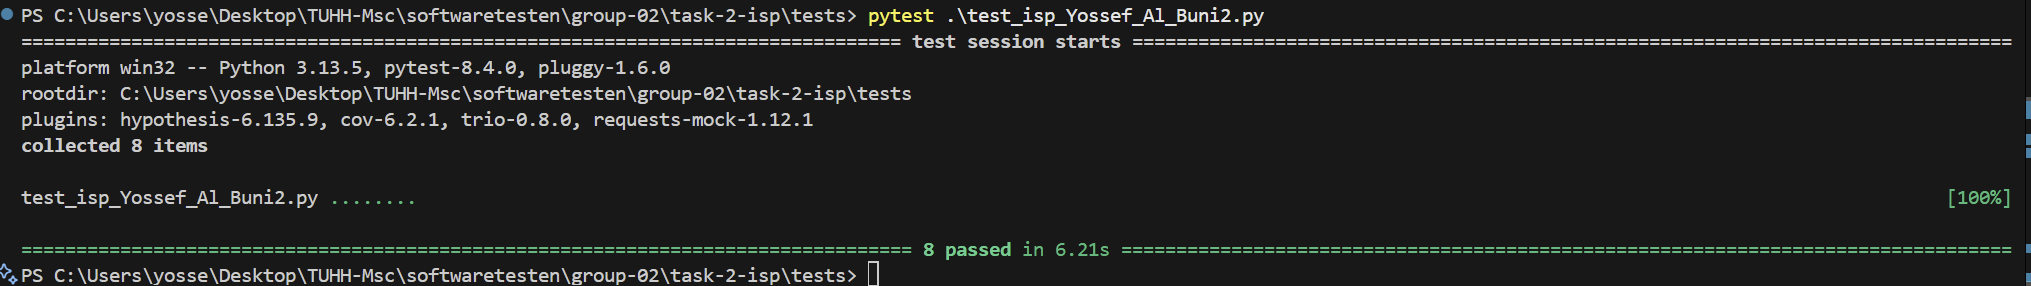 PS C:\Users\yosse\Desktop\TUHH-Msc\softwaretesten\group-02\task-2-isp\tests> pytest .\test_isp_Yossef_Al_Buni2.py
================================================================================ test session starts ================================================================================
platform win32 -- Python 3.13.5, pytest-8.4.0, pluggy-1.6.0
rootdir: C:\Users\yosse\Desktop\TUHH-Msc\softwaretesten\group-02\task-2-isp\tests
plugins: hypothesis-6.135.9, cov-6.2.1, trio-0.8.0, requests-mock-1.12.1
collected 8 items
test_isp_Yossef_Al_Buni2.py ........ [100%]
================================================================================= 8 passed in 6.21s =================================================================================
PS C:\Users\yosse\Desktop\TUHH-Msc\softwaretesten\group-02\task-2-isp\tests>